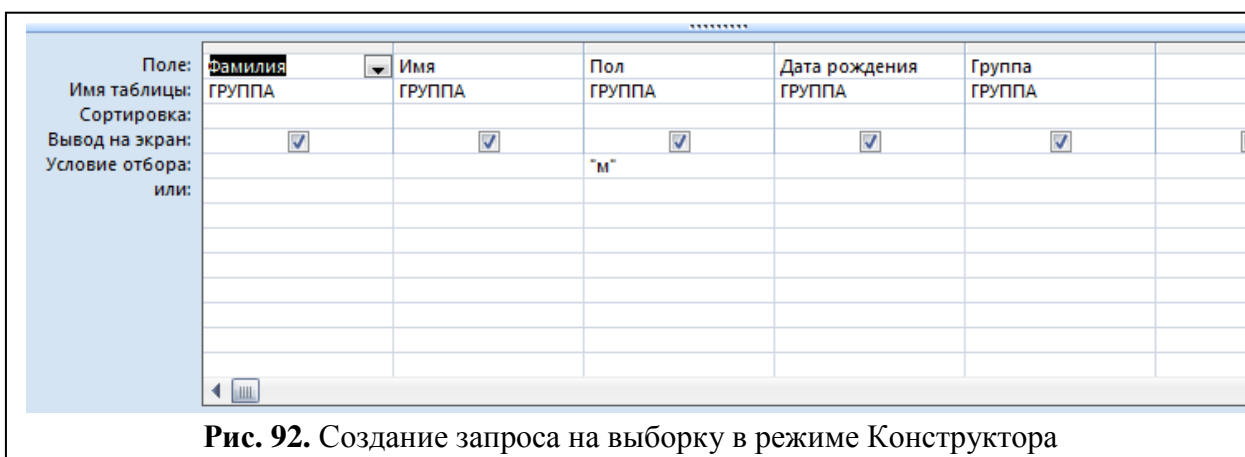 Поле: Фамилия Имя Пол Дата рождения Группа
Имя таблицы: ГРУППА ГРУППА ГРУППА ГРУППА ГРУППА
Сортировка:
Вывод на экран:
Условие отбора: "м"
или:
Рис. 92. Создание запроса на выборку в режиме Конструктора